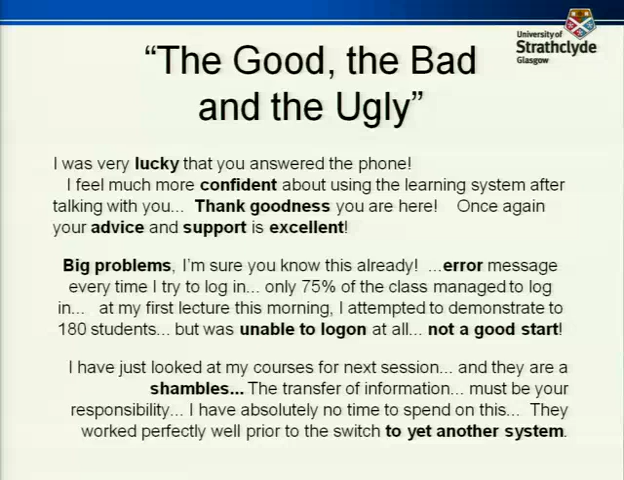 University of
Strathclyde
Glasgow
“The Good, the Bad
and the Ugly”
I was very lucky that you answered the phone!
I feel much more confident about using the learning system after
talking with you... Thank goodness you are here! Once again
your advice and support is excellent!
Big problems, I’m sure you know this already! ...error message
every time I try to log in... only 75% of the class managed to log
in... at my first lecture this morning, I attempted to demonstrate to
180 students... but was unable to logon at all... not a good start!
I have just looked at my courses for next session... and they are a
shambles... The transfer of information... must be your
responsibility... I have absolutely no time to spend on this... They
worked perfectly well prior to the switch to yet another system.